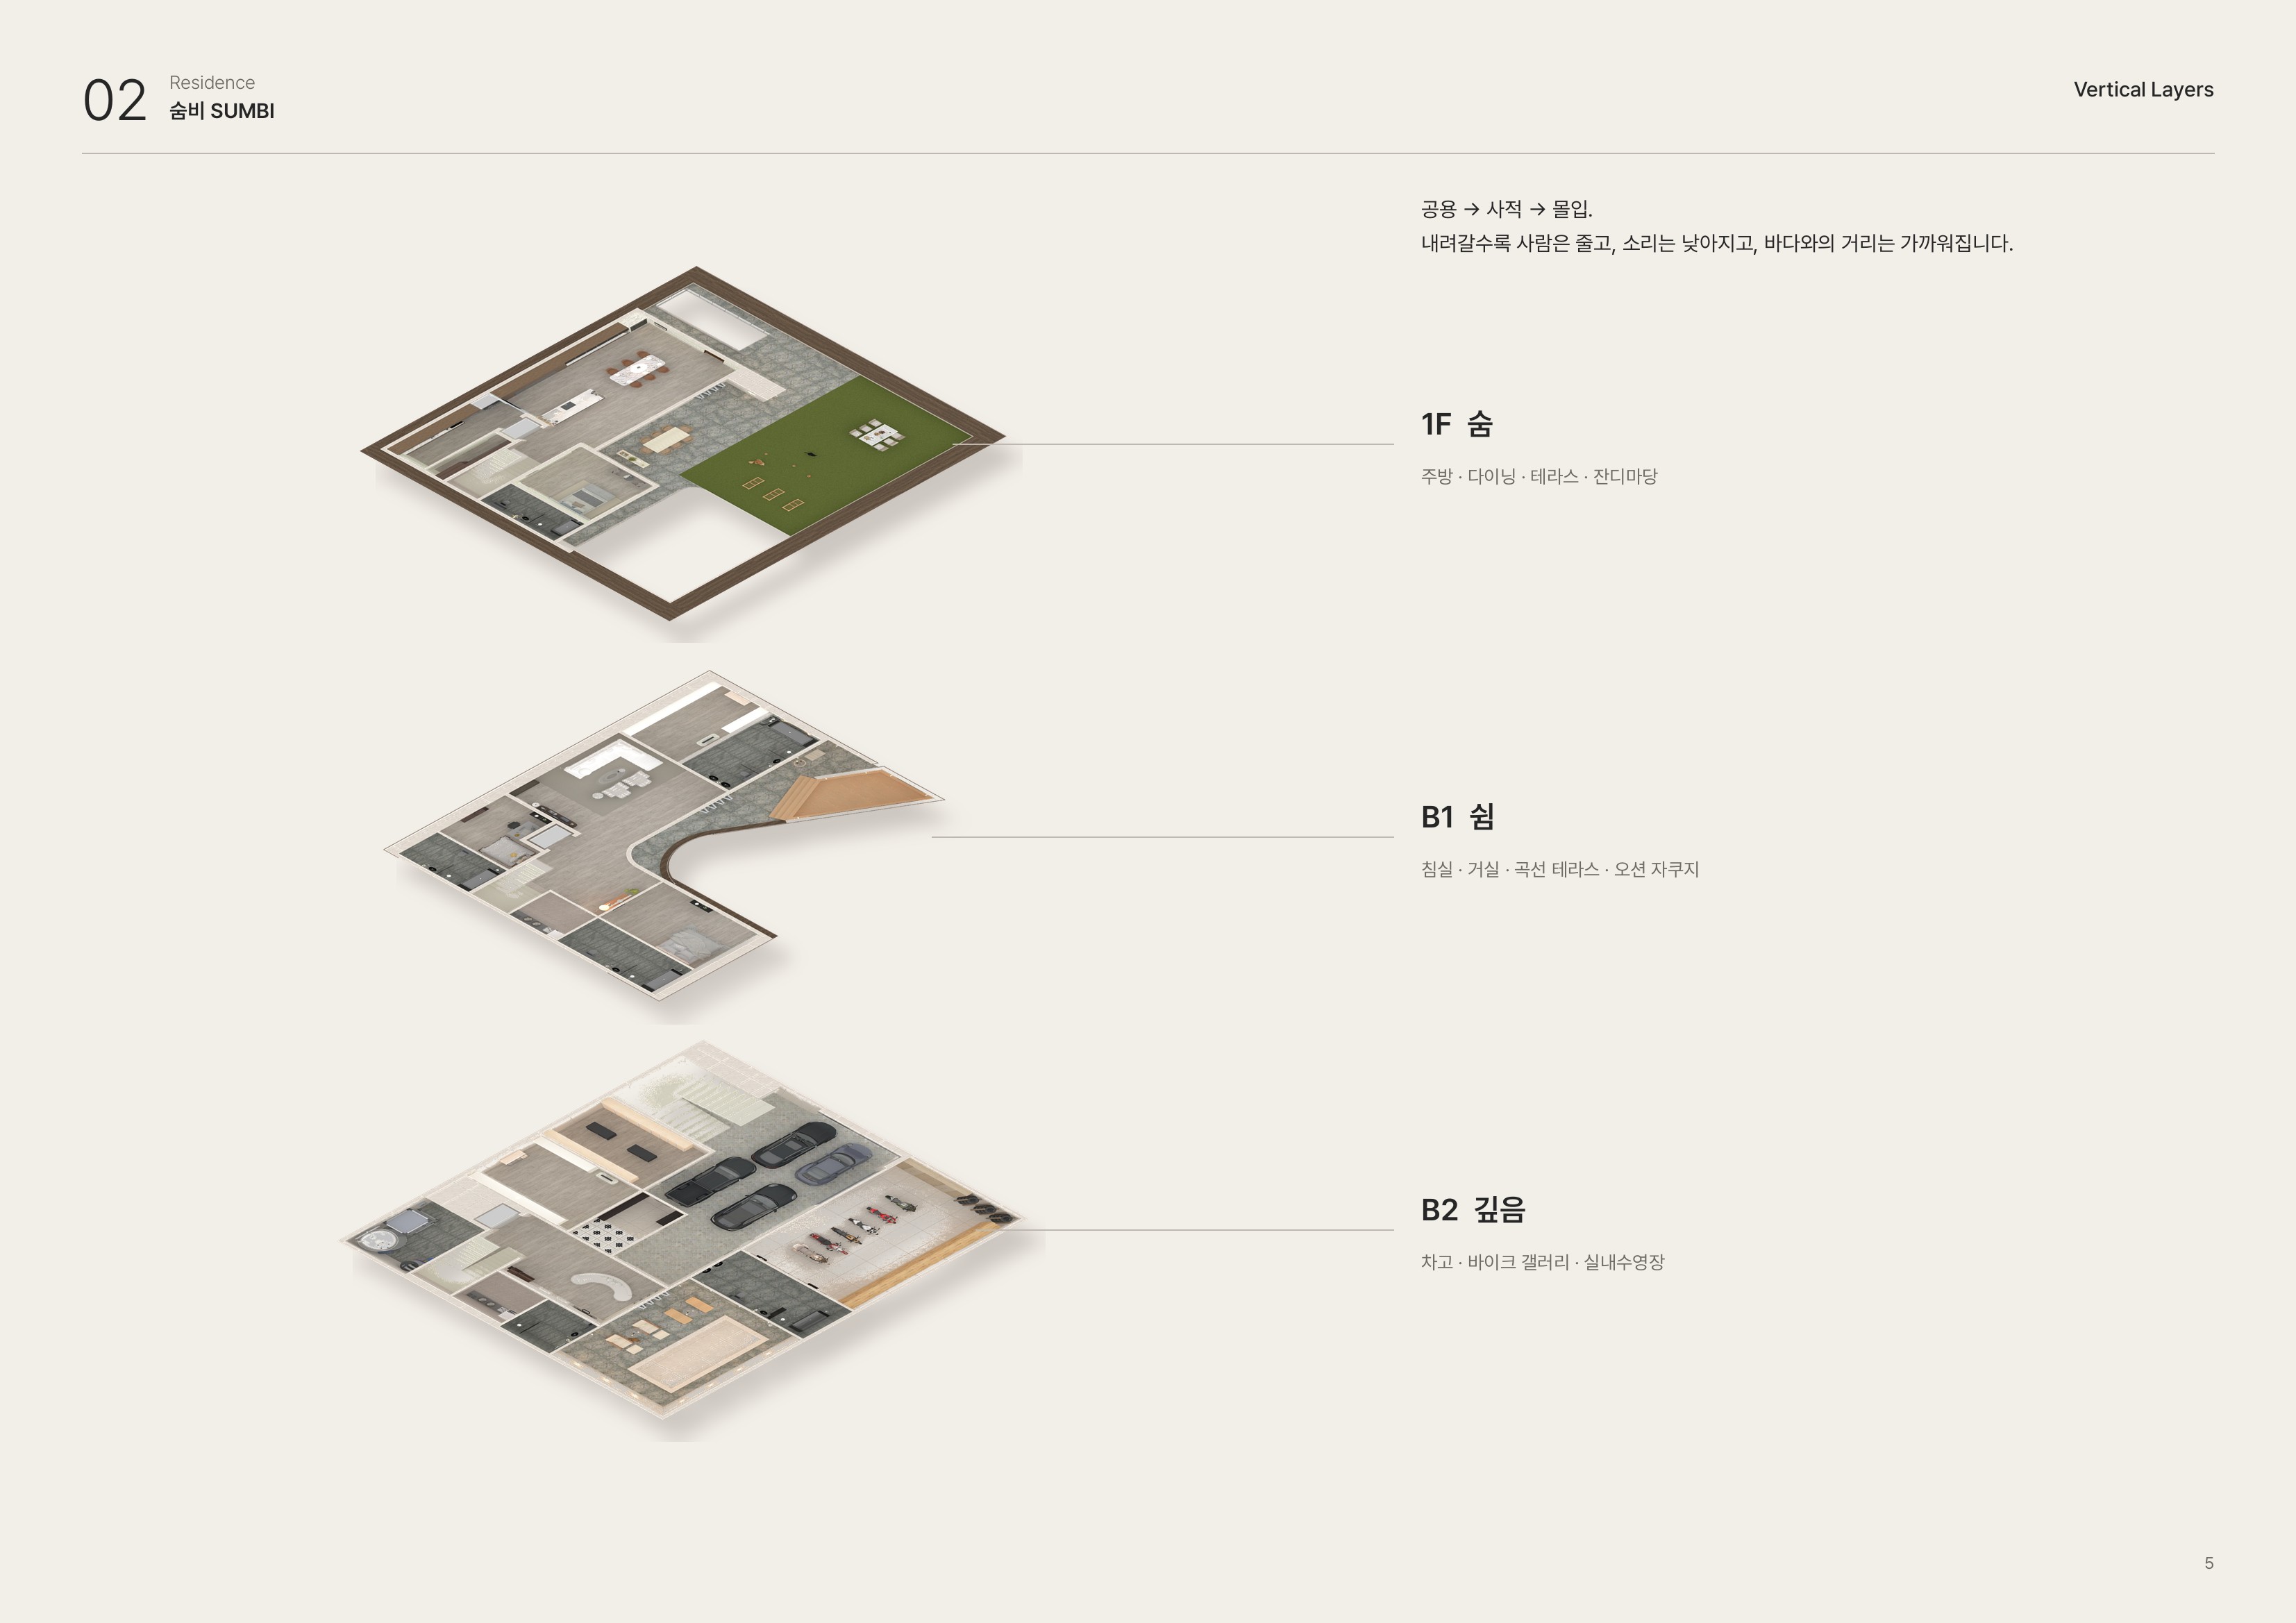 02
Residence
숨비 SUMBI
Vertical Layers
공용 → 사적 → 몰입.
내려갈수록 사람은 줄고, 소리는 낮아지고, 바다와의 거리는 가까워집니다.
1F 숨
주방 · 다이닝 · 테라스 · 잔디마당
B1 쉼
침실 · 거실 · 곡선 테라스 · 오션 자쿠지
B2 깊음
차고 · 바이크 갤러리 · 실내수영장
5